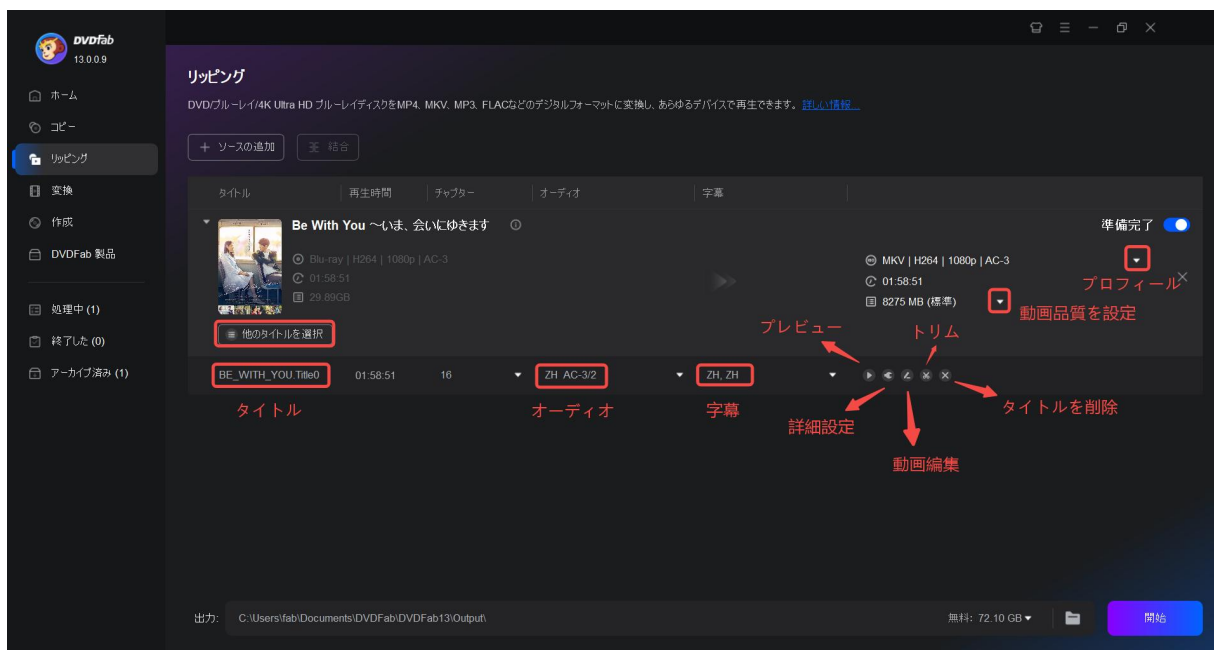 DVDFab
13.0.0.9
ホーム
コピー
リッピング
変換
作成
DVDFab 製品
処理中 (1)
終了した (0)
アーカイブ済み (1)
リッピング
DVD/ブルーレイ/4K Ultra HD ブルーレイディスクをMP4, MKV, MP3, FLACなどのデジタルフォーマットに変換し、あらゆるデバイスで再生できます。 詳しい情報...
+ ソースの追加 結合
タイトル 再生時間 チャプター オーディオ 字幕
Be With You ～いま、会いにゆきます
準備完了
Blu-ray | H264 | 1080p | AC-3
01:58:51
29.89GB
MKV | H264 | 1080p | AC-3
01:58:51
8275 MB (標準)
プロフィール
動画品質を設定
他のタイトルを選択
プレビュー
トリム
BE_WITH_YOU.Title0 01:58:51 16 ZH AC-3/2 ZH, ZH
タイトル
オーディオ
字幕
詳細設定
動画編集
タイトルを削除
出力: C:\Users\fab\Documents\DVDFab\DVDFab13\Output\
無料: 72.10 GB
開始